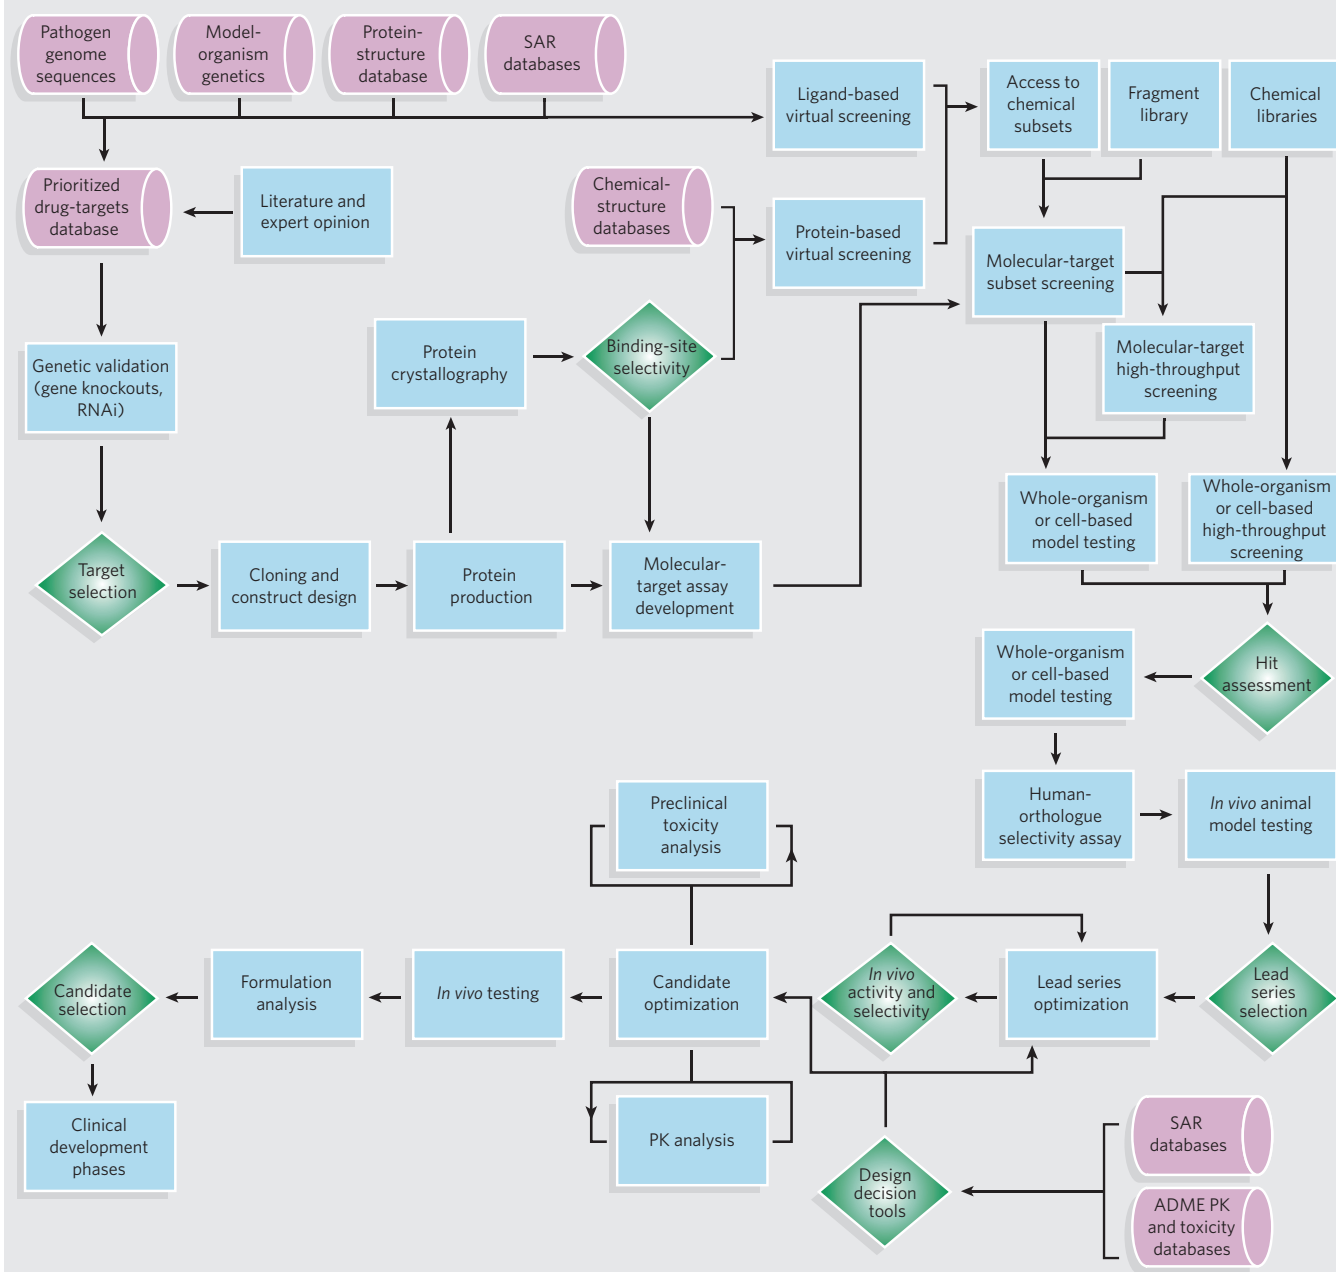 Pathogen
genome
sequences
Model-
organism
genetics
Protein-
structure
database
SAR
databases
Ligand-based
virtual screening
Access to
chemical
subsets
Fragment
library
Chemical
libraries
Prioritized
drug-targets
database
Literature and
expert opinion
Chemical-
structure
databases
Protein-based
virtual screening
Molecular-target
subset screening
Genetic validation
(gene knockouts,
RNAi)
Protein
crystallography
Binding-site
selectivity
Molecular-target
high-throughput
screening
Whole-organism
or cell-based
model testing
Whole-organism
or cell-based
high-throughput
screening
Target
selection
Cloning and
construct design
Protein
production
Molecular-
target assay
development
Whole-organism
or cell-based
model testing
Hit
assessment
Preclinical
toxicity
analysis
Human-
orthologue
selectivity assay
In vivo animal
model testing
Candidate
selection
Formulation
analysis
In vivo testing
Candidate
optimization
In vivo
activity and
selectivity
Lead series
optimization
Lead
series
selection
Clinical
development
phases
PK analysis
Design
decision
tools
SAR
databases
ADME PK
and toxicity
databases